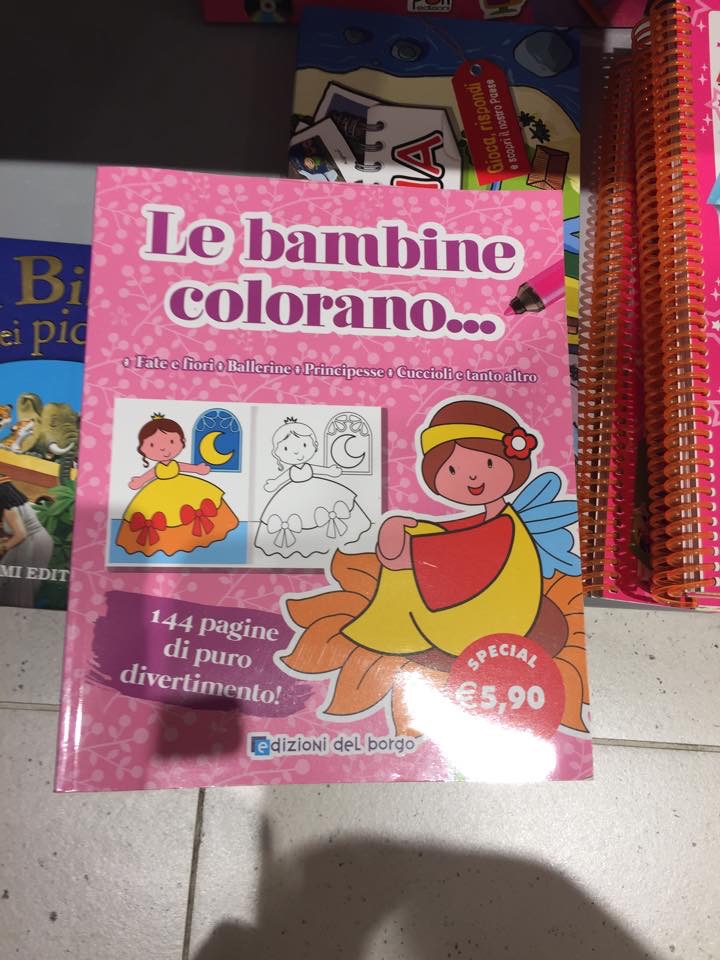 edizioni
Gioca, rispondi
e scopri il nostro Paese
Le bambine
colorano...
Fate e fiori Ballerine Principesse Cuccioli e tanto altro
144 pagine
di puro
divertimento!
SPECIAL
€5,90
edizioni del borgo